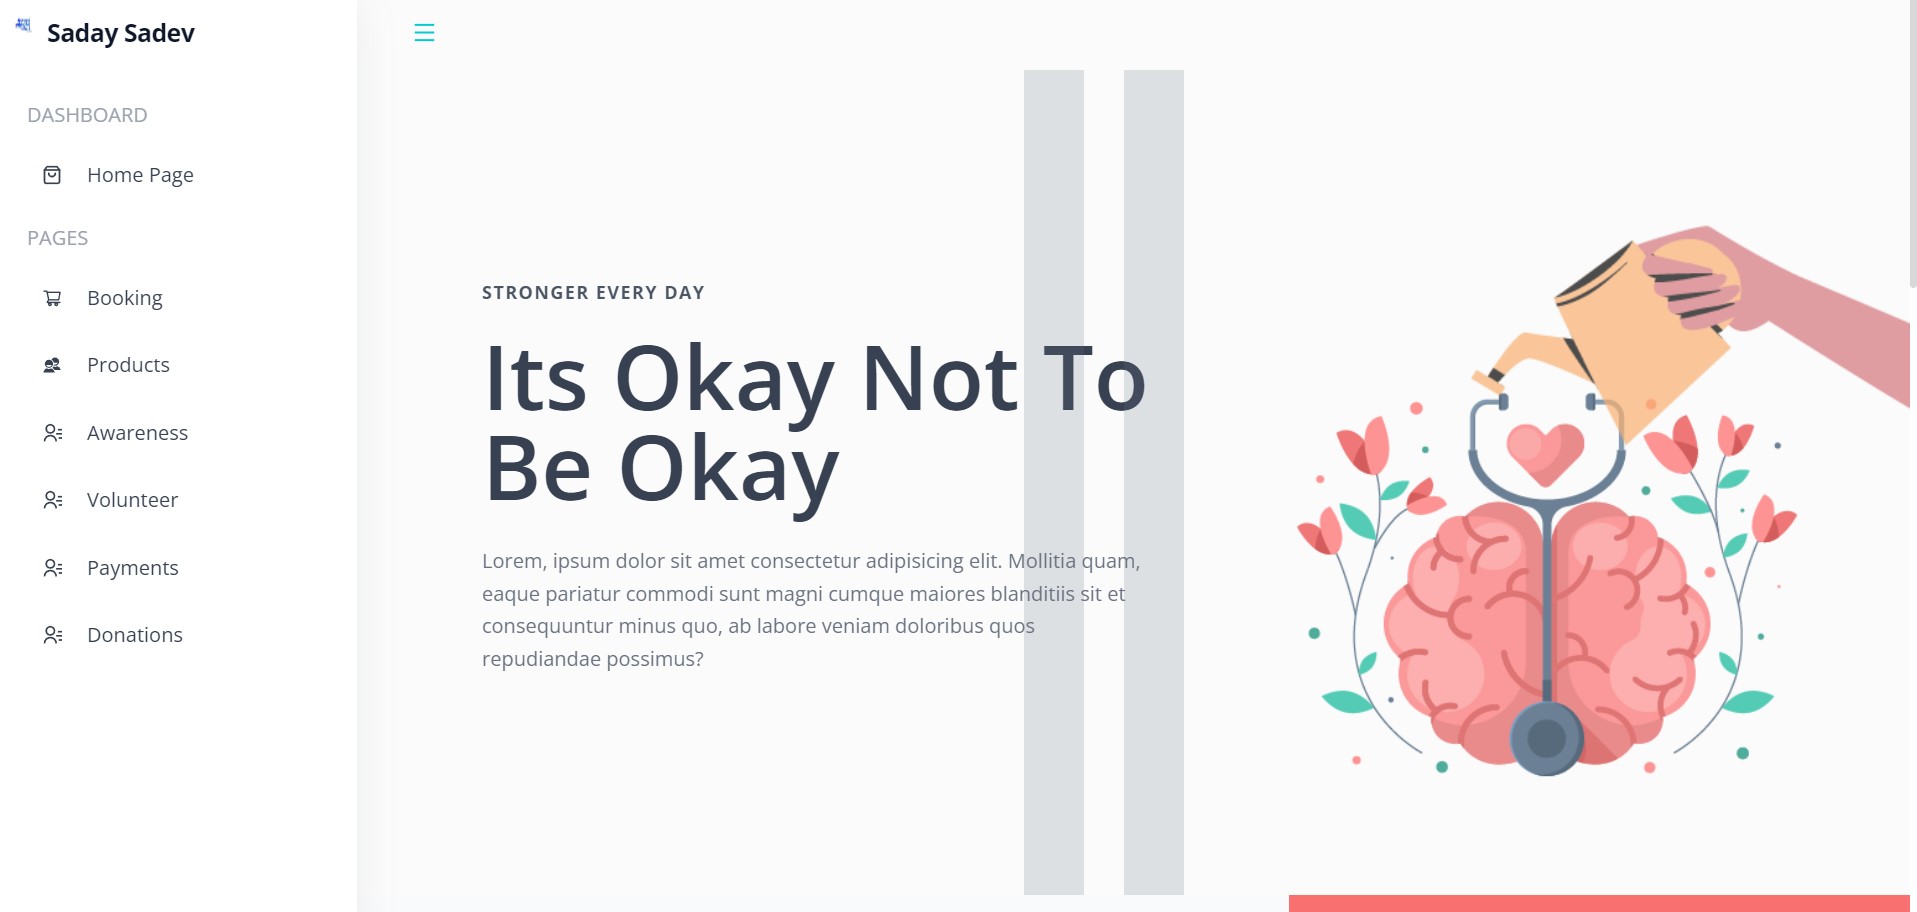 Saday Sadev
DASHBOARD
Home Page
PAGES
Booking
Products
Awareness
Volunteer
Payments
Donations
STRONGER EVERY DAY
Its Okay Not To
Be Okay
Lorem, ipsum dolor sit amet consectetur adipisicing elit. Mollitia quam,
eaque pariatur commodi sunt magni cumque maiores blanditiis sit et
consequuntur minus quo, ab labore veniam doloribus quos
repudiandae possimus?